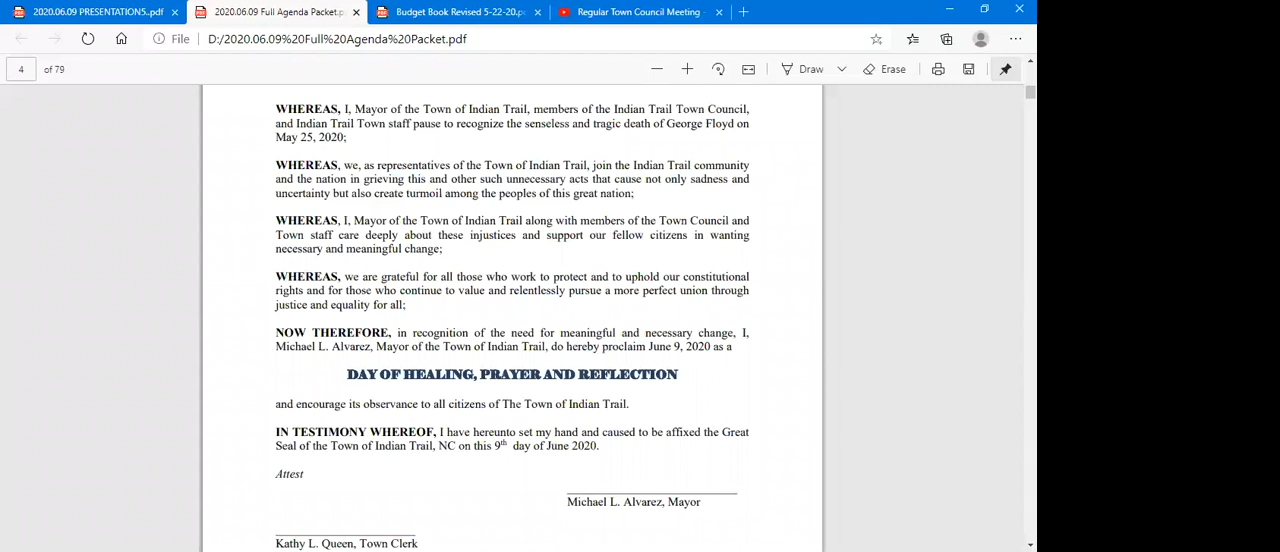 2020.06.09 PRESENTATION5..pdf
2020.06.09 Full Agenda Packet.p
Budget Book Revised 5-22-20.p
Regular Town Council Meeting -
File
D:/2020.06.09%20Full%20Agenda%20Packet.pdf
4 of 79
Draw
Erase
WHEREAS, I, Mayor of the Town of Indian Trail, members of the Indian Trail Town Council,
and Indian Trail Town staff pause to recognize the senseless and tragic death of George Floyd on
May 25, 2020;
WHEREAS, we, as representatives of the Town of Indian Trail, join the Indian Trail community
and the nation in grieving this and other such unnecessary acts that cause not only sadness and
uncertainty but also create turmoil among the peoples of this great nation;
WHEREAS, I, Mayor of the Town of Indian Trail along with members of the Town Council and
Town staff care deeply about these injustices and support our fellow citizens in wanting
necessary and meaningful change;
WHEREAS, we are grateful for all those who work to protect and to uphold our constitutional
rights and for those who continue to value and relentlessly pursue a more perfect union through
justice and equality for all;
NOW THEREFORE, in recognition of the need for meaningful and necessary change, I,
Michael L. Alvarez, Mayor of the Town of Indian Trail, do hereby proclaim June 9, 2020 as a
DAY OF HEALING, PRAYER AND REFLECTION
and encourage its observance to all citizens of The Town of Indian Trail.
IN TESTIMONY WHEREOF, I have hereunto set my hand and caused to be affixed the Great
Seal of the Town of Indian Trail, NC on this 9th day of June 2020.
Attest
Michael L. Alvarez, Mayor
Kathy L. Queen, Town Clerk